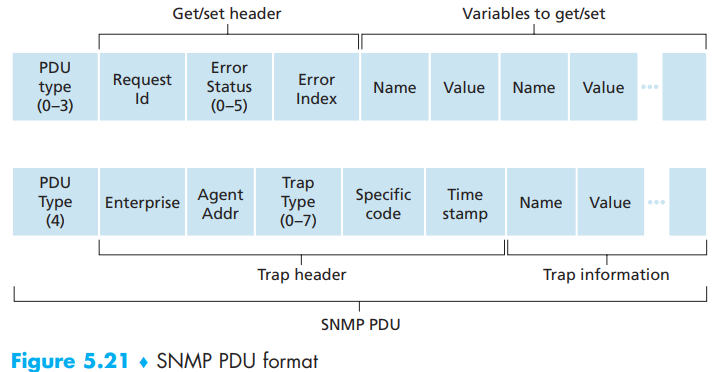 Get/set header
Variables to get/set
PDU
type
(0–3)
Request
Id
Error
Status
(0–5)
Error
Index
Name
Value
Name
Value
PDU
Type
(4)
Enterprise
Agent
Addr
Trap
Type
(0–7)
Specific
code
Time
stamp
Name
Value
Trap header
Trap information
SNMP PDU
Figure 5.21 ♦ SNMP PDU format